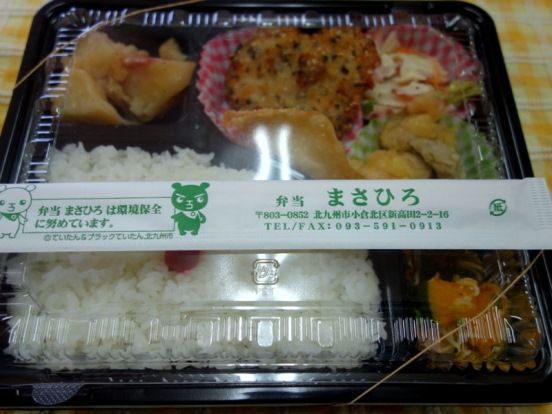 弁当 まさひろ は環境保全
に努めています。
©ていたん&ブラックていたん,北九州市
弁当 まさひろ
〒803-0852 北九州市小倉北区新高田2-2-16
TEL/FAX: 093-591-0913
紙